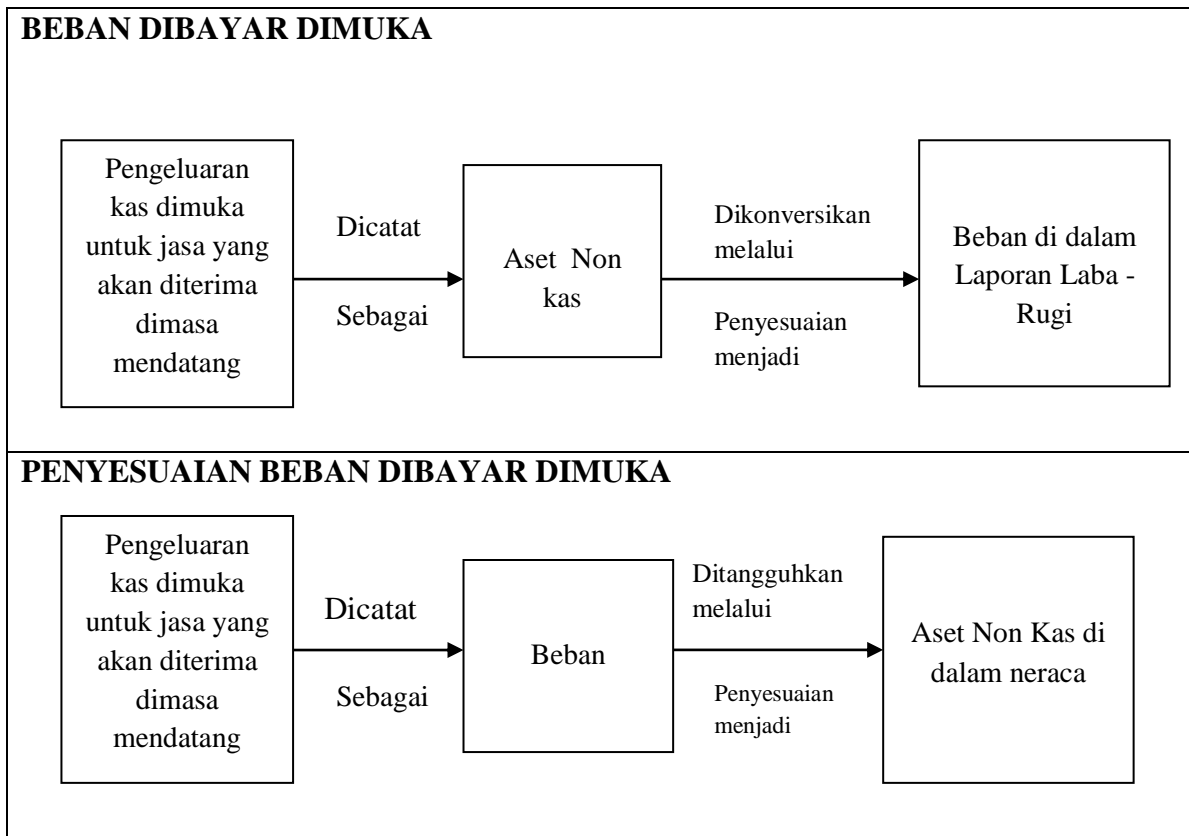 BEBAN DIBAYAR DIMUKA
Pengeluaran
kas dimuka
untuk jasa yang
akan diterima
dimasa
mendatang
Dicatat
Sebagai
Aset Non
kas
Dikonversikan
melalui
Penyesuaian
menjadi
Beban di dalam
Laporan Laba -
Rugi
PENYESUAIAN BEBAN DIBAYAR DIMUKA
Pengeluaran
kas dimuka
untuk jasa yang
akan diterima
dimasa
mendatang
Dicatat
Sebagai
Beban
Ditangguhkan
melalui
Penyesuaian
menjadi
Aset Non Kas di
dalam neraca